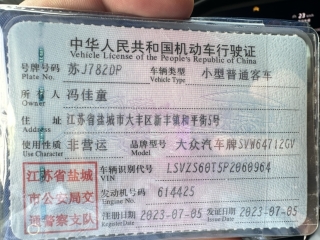 中华人民共和国机动车行驶证
Vehicle License of the People's Republic of China
号牌号码 苏J782DP 车辆类型 小型普通客车
Plate No. Vehicle Type
所有人 冯佳童
Owner
住址 江苏省盐城市大丰区新丰镇和平街5号
Address
使用性质 非营运 品牌型号 大众汽车牌SVW6471ZGV
Use Character Model
江苏省盐城
市公安局交
通警察支队
车辆识别代号 LSVZS60T5P2060964
VIN
发动机号码 614425
Engine No.
注册日期 2023-07-05 发证日期 2023-07-05
Register Date Issue Date